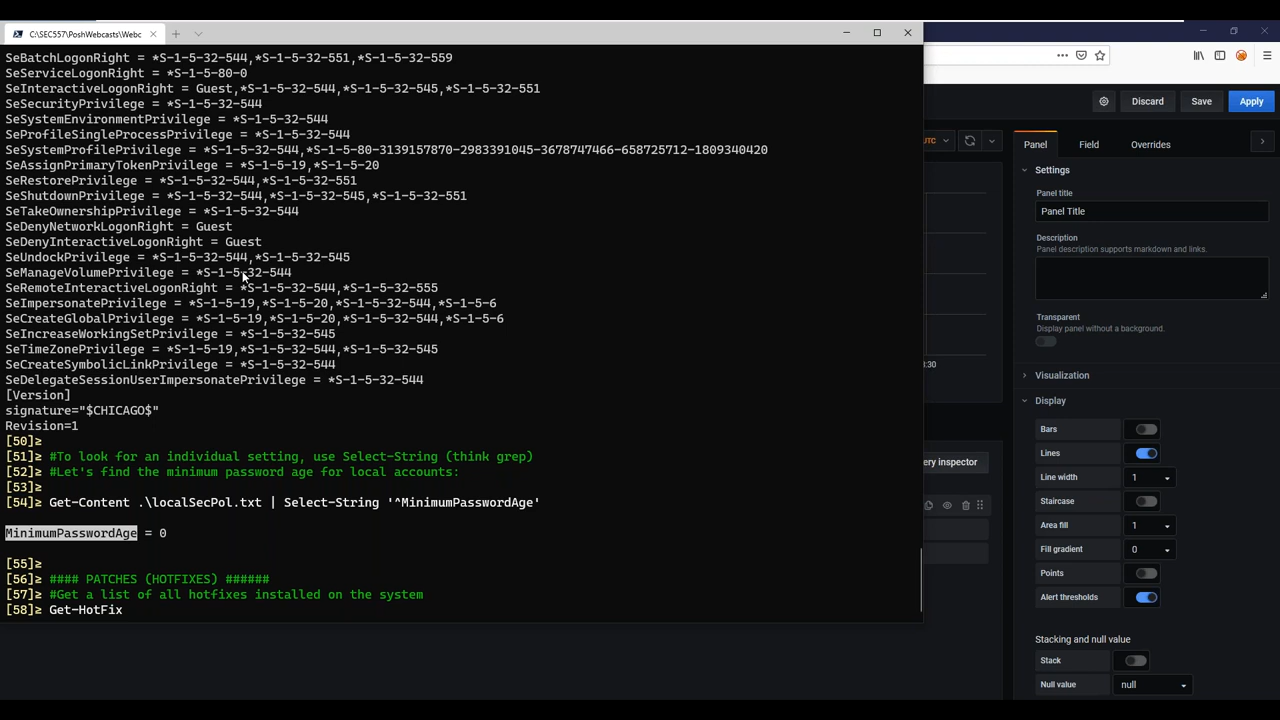 C:\SEC557\PoshWebcasts\Webc
SeBatchLogonRight = *S-1-5-32-544,*S-1-5-32-551,*S-1-5-32-559
SeServiceLogonRight = *S-1-5-80-0
SeInteractiveLogonRight = Guest,*S-1-5-32-544,*S-1-5-32-545,*S-1-5-32-551
SeSecurityPrivilege = *S-1-5-32-544
SeSystemEnvironmentPrivilege = *S-1-5-32-544
SeProfileSingleProcessPrivilege = *S-1-5-32-544
SeSystemProfilePrivilege = *S-1-5-32-544,*S-1-5-80-3139157870-2983391045-3678747466-658725712-1809340420
SeAssignPrimaryTokenPrivilege = *S-1-5-19,*S-1-5-20
SeRestorePrivilege = *S-1-5-32-544,*S-1-5-32-551
SeShutdownPrivilege = *S-1-5-32-544,*S-1-5-32-545,*S-1-5-32-551
SeTakeOwnershipPrivilege = *S-1-5-32-544
SeDenyNetworkLogonRight = Guest
SeDenyInteractiveLogonRight = Guest
SeUndockPrivilege = *S-1-5-32-544,*S-1-5-32-545
SeManageVolumePrivilege = *S-1-5-32-544
SeRemoteInteractiveLogonRight = *S-1-5-32-544,*S-1-5-32-555
SeImpersonatePrivilege = *S-1-5-19,*S-1-5-20,*S-1-5-32-544,*S-1-5-6
SeCreateGlobalPrivilege = *S-1-5-19,*S-1-5-20,*S-1-5-32-544,*S-1-5-6
SeIncreaseWorkingSetPrivilege = *S-1-5-32-545
SeTimeZonePrivilege = *S-1-5-19,*S-1-5-32-544,*S-1-5-32-545
SeCreateSymbolicLinkPrivilege = *S-1-5-32-544
SeDelegateSessionUserImpersonatePrivilege = *S-1-5-32-544
[Version]
signature="$CHICAGO$"
Revision=1
[50]≥
[51]≥ #To look for an individual setting, use Select-String (think grep)
[52]≥ #Let's find the minimum password age for local accounts:
[53]≥
[54]≥ Get-Content .\localSecPol.txt | Select-String '^MinimumPasswordAge'
MinimumPasswordAge = 0
[55]≥
[56]≥ #### PATCHES (HOTFIXES) ######
[57]≥ #Get a list of all hotfixes installed on the system
[58]≥ Get-HotFix
Discard
Save
Apply
UTC
:30
ery inspector
Panel
Field
Overrides
Settings
Panel title
Panel Title
Description
Panel description supports markdown and links.
Transparent
Display panel without a background.
Visualization
Display
Bars
Lines
Line width
1
Staircase
Area fill
1
Fill gradient
0
Points
Alert thresholds
Stacking and null value
Stack
Null value
null